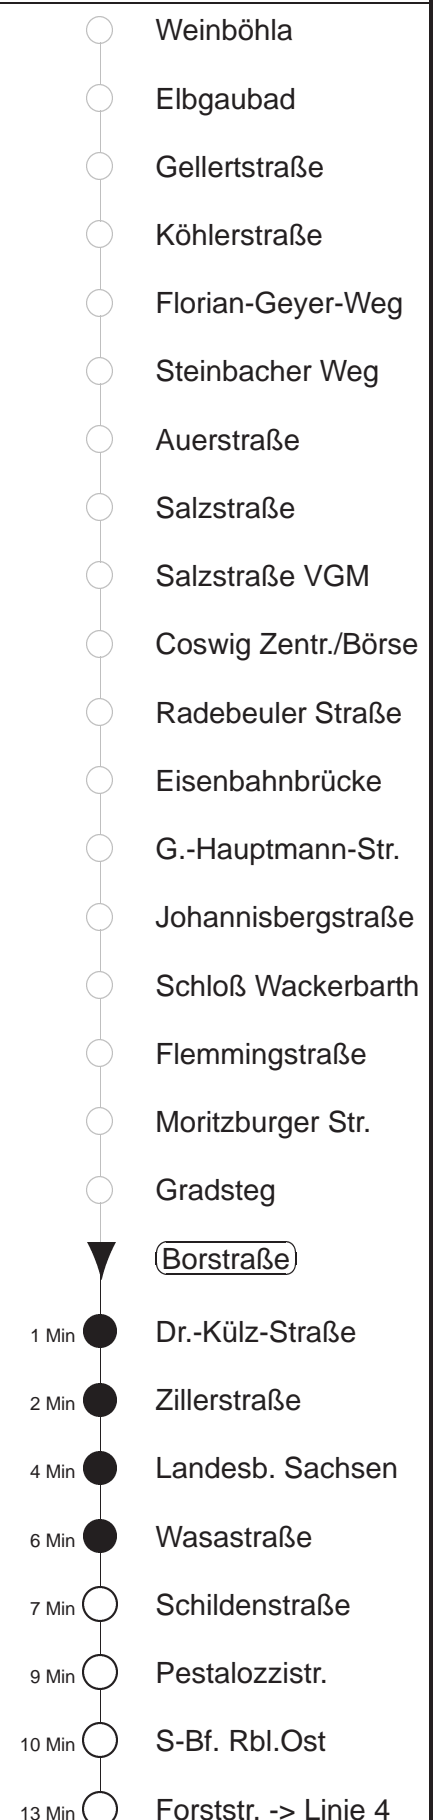 Weinböhla
Elbgaubad
Gellertstraße
Köhlerstraße
Florian-Geyer-Weg
Steinbacher Weg
Auerstraße
Salzstraße
Salzstraße VGM
Coswig Zentr./Börse
Radebeuler Straße
Eisenbahnbrücke
G.-Hauptmann-Str.
Johannisbergstraße
Schloß Wackerbarth
Flemmingstraße
Moritzburger Str.
Gradsteg
Borstraße
1 Min Dr.-Külz-Straße
2 Min Zillerstraße
4 Min Landesb. Sachsen
6 Min Wasastraße
7 Min Schildenstraße
9 Min Pestalozzistr.
10 Min S-Bf. Rbl.Ost
13 Min Forststr. -> Linie 4